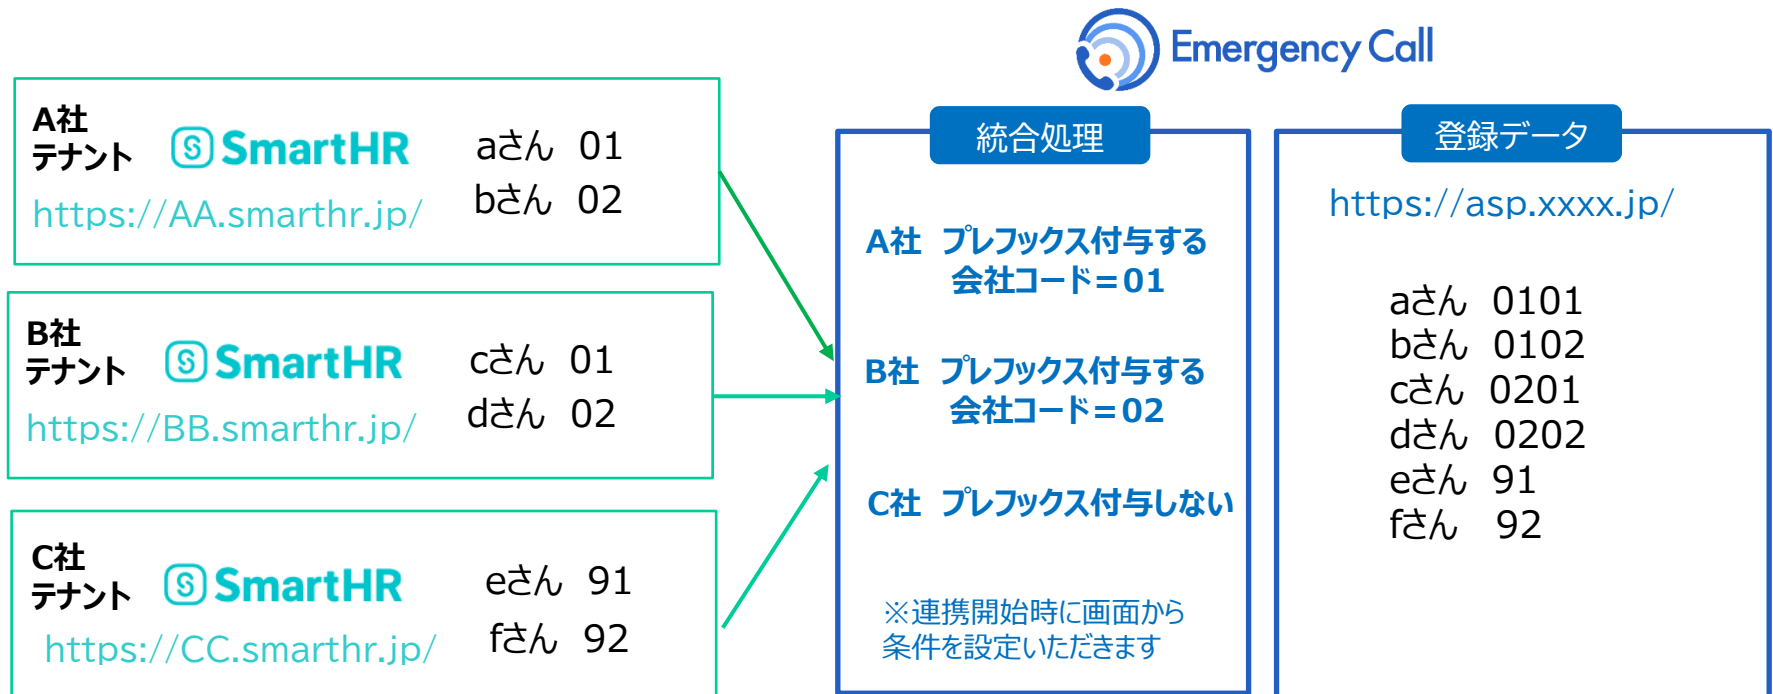 Emergency Call
A社
テナント
SmartHR
https://AA.smarthr.jp/
aさん 01
bさん 02
B社
テナント
SmartHR
https://BB.smarthr.jp/
cさん 01
dさん 02
C社
テナント
SmartHR
https://CC.smarthr.jp/
eさん 91
fさん 92
統合処理
A社 プレフックス付与する
会社コード=01
B社 プレフックス付与する
会社コード=02
C社 プレフックス付与しない
※連携開始時に画面から
条件を設定いただきます
登録データ
https://asp.xxxx.jp/
aさん 0101
bさん 0102
cさん 0201
dさん 0202
eさん 91
fさん 92